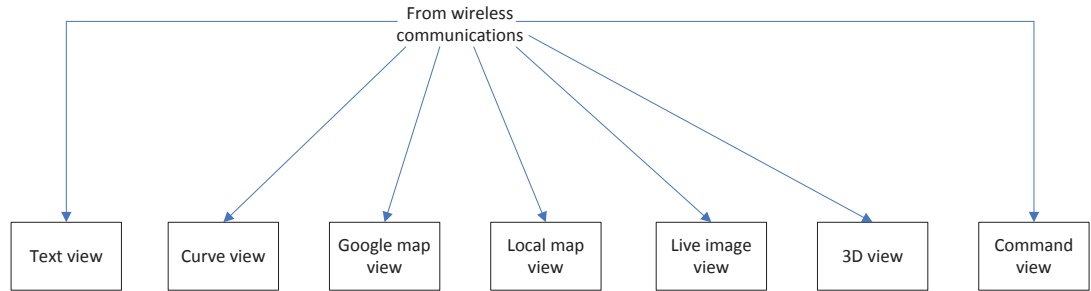 From wireless
communications
Text view
Curve view
Google map
view
Local map
view
Live image
view
3D view
Command
view